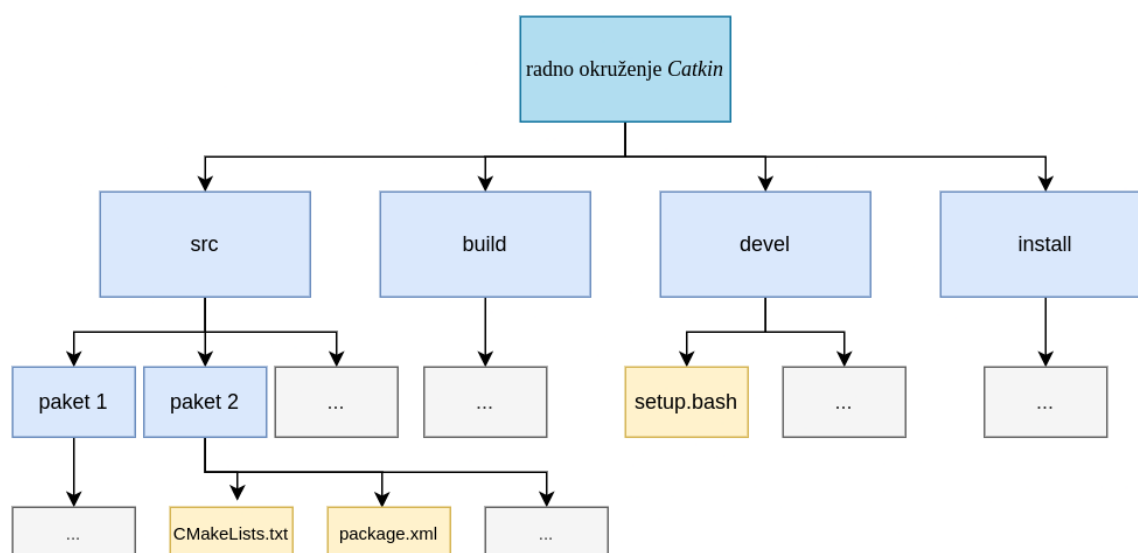 radno okruženje Catkin
src
build
devel
install
paket 1
paket 2
...
...
setup.bash
...
...
...
CMakeLists.txt
package.xml
...